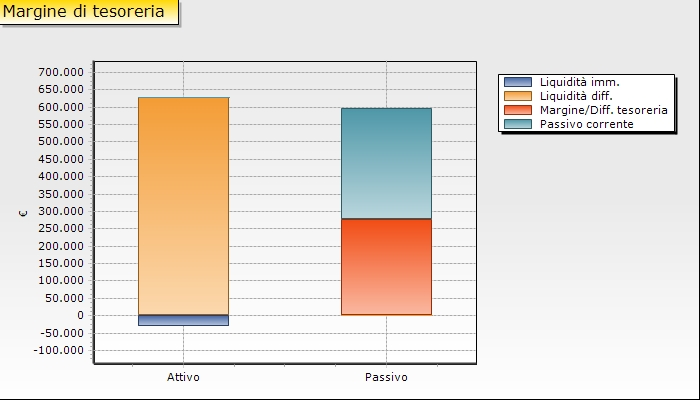 Margine di tesoreria
700.000
650.000
600.000
550.000
500.000
450.000
400.000
350.000
300.000
250.000
200.000
150.000
100.000
50.000
0
-50.000
-100.000
€
Attivo
Passivo
Liquidità imm.
Liquidità diff.
Margine/Diff. tesoreria
Passivo corrente